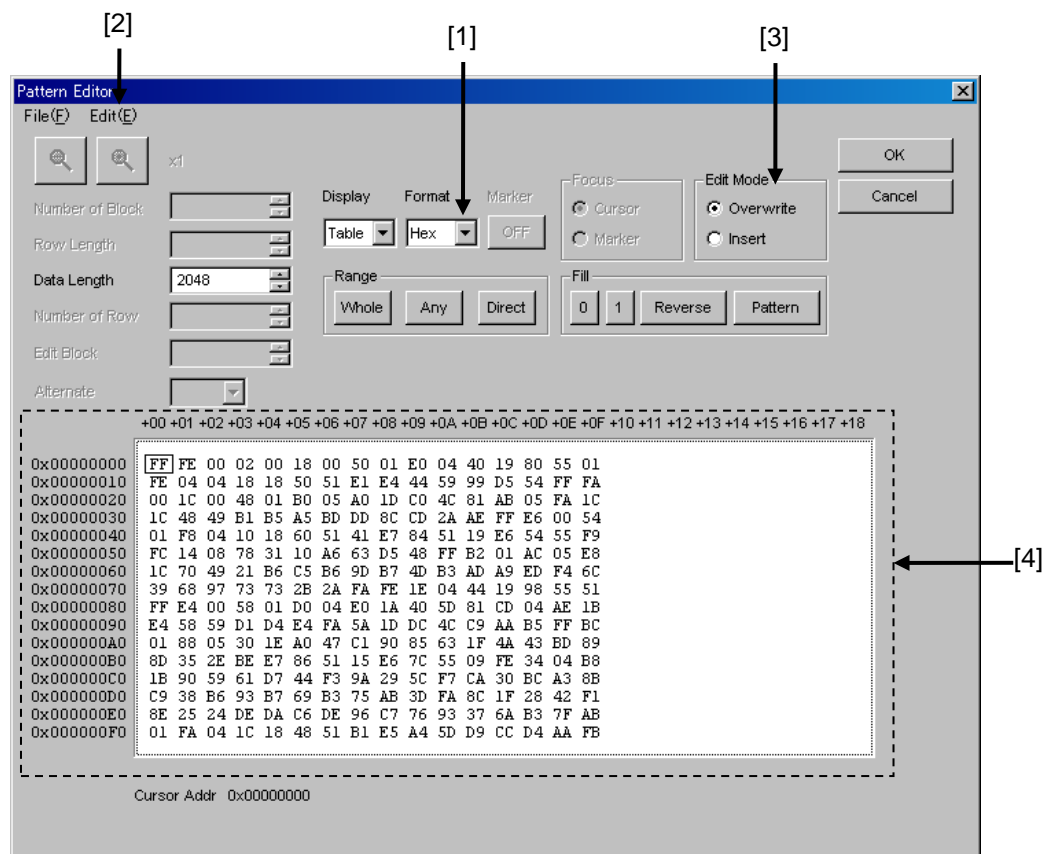 [2]
[1]
[3]
Pattern Editor
File(F) Edit(E)
x1
OK
Cancel
Number of Block
Row Length
Data Length 2048
Number of Row
Edit Block
Alternate
Display Format Marker
Table Hex OFF
Focus
Cursor
Marker
Edit Mode
Overwrite
Insert
Range
Whole Any Direct
Fill
0 1 Reverse Pattern
+00 +01 +02 +03 +04 +05 +06 +07 +08 +09 +0A +0B +0C +0D +0E +0F +10 +11 +12 +13 +14 +15 +16 +17 +18
0x00000000 FF FE 00 02 00 18 00 50 01 E0 04 40 19 80 55 01
0x00000010 FE 04 04 18 18 50 51 E1 E4 44 59 99 D5 54 FF FA
0x00000020 00 1C 00 48 01 B0 05 A0 1D C0 4C 81 AB 05 FA 1C
0x00000030 1C 48 49 B1 B5 A5 BD DD 8C CD 2A AE FF E6 00 54
0x00000040 01 F8 04 10 18 60 51 41 E7 84 51 19 E6 54 55 F9
0x00000050 FC 14 08 78 31 10 A6 63 D5 48 FF B2 01 AC 05 E8
0x00000060 1C 70 49 21 B6 C5 B6 9D B7 4D B3 AD A9 ED F4 6C
0x00000070 39 68 97 73 73 2B 2A FA FE 1E 04 44 19 98 55 51
0x00000080 FF E4 00 58 01 D0 04 E0 1A 40 5D 81 CD 04 AE 1B
0x00000090 E4 58 59 D1 D4 E4 FA 5A 1D DC 4C C9 AA B5 FF BC
0x000000A0 01 88 05 30 1E A0 47 C1 90 85 63 1F 4A 43 BD 89
0x000000B0 8D 35 2E BE E7 86 51 15 E6 7C 55 09 FE 34 04 B8
0x000000C0 1B 90 59 61 D7 44 F3 9A 29 5C F7 CA 30 BC A3 8B
0x000000D0 C9 38 B6 93 B7 69 B3 75 AB 3D FA 8C 1F 28 42 F1
0x000000E0 8E 25 24 DE DA C6 DE 96 C7 76 93 37 6A B3 7F AB
0x000000F0 01 FA 04 1C 18 48 51 B1 E5 A4 5D D9 CC D4 AA FB
[4]
Cursor Addr 0x00000000